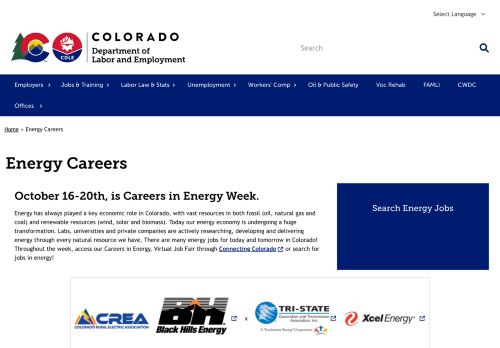 Select Language
COLORADO
Department of
Labor and Employment
CDLE
Search
Employers
Jobs & Training
Labor Law & Stats
Unemployment
Workers' Comp
Oil & Public Safety
Voc Rehab
FAMLI
CWDC
Offices
Home › Energy Careers
Energy Careers
October 16-20th, is Careers in Energy Week.
Energy has always played a key economic role in Colorado, with vast resources in both fossil (oil, natural gas and
coal) and renewable resources (wind, solar and biomass). Today our energy economy is undergoing a huge
transformation. Labs, universities and private companies are actively researching, developing and delivering
energy through every natural resource we have. There are many energy jobs for today and tomorrow in Colorado!
Throughout the week, access our Careers in Energy, Virtual Job Fair through Connecting Colorado or search for
jobs in energy!
Search Energy Jobs
CREA
COLORADO RURAL ELECTRIC ASSOCIATION
BH
Black Hills Energy
x
TRI-STATE
Generation and Transmission
Association, Inc.
A Touchstone Energy Cooperative
Xcel Energy